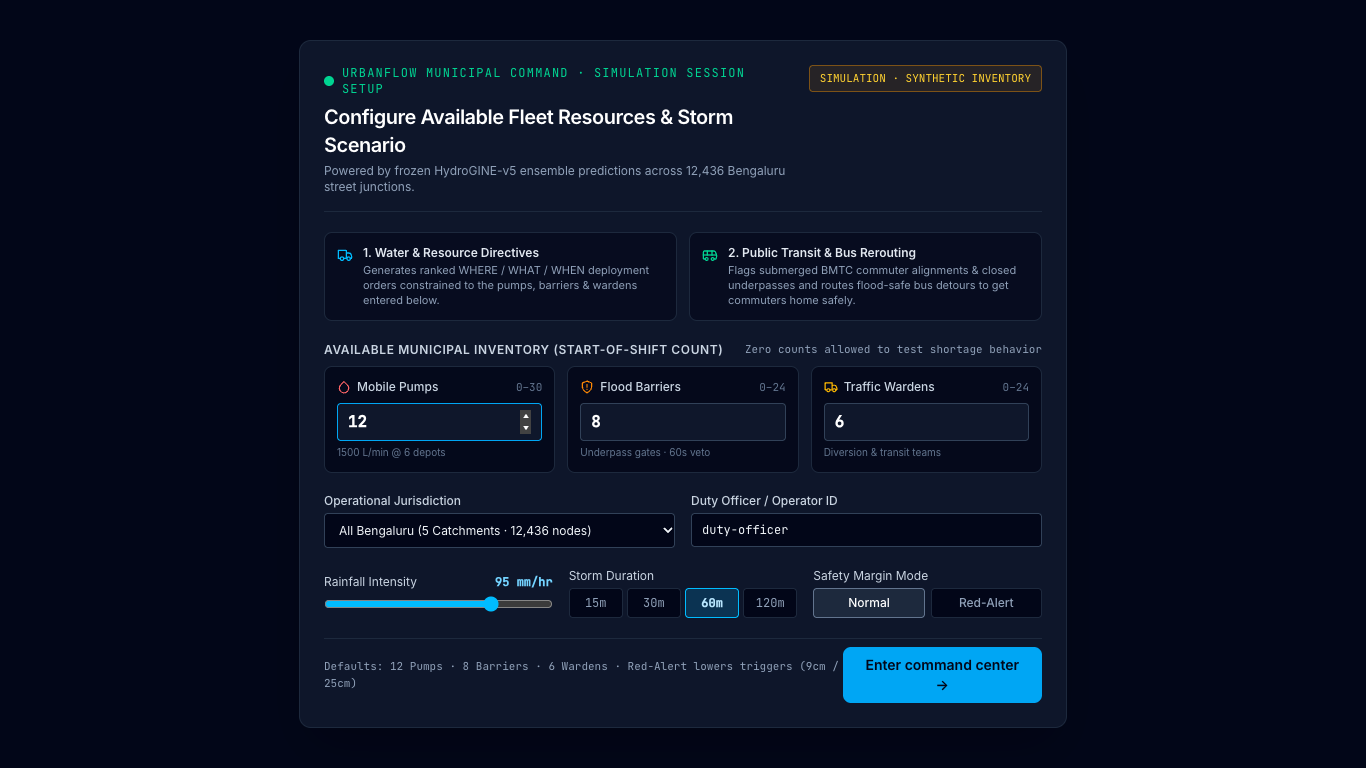 URBANFLOW MUNICIPAL COMMAND · SIMULATION SESSION
SETUP
SIMULATION · SYNTHETIC INVENTORY
Configure Available Fleet Resources & Storm
Scenario
Powered by frozen HydroGINE-v5 ensemble predictions across 12,436 Bengaluru
street junctions.
1. Water & Resource Directives
Generates ranked WHERE / WHAT / WHEN deployment
orders constrained to the pumps, barriers & wardens
entered below.
2. Public Transit & Bus Rerouting
Flags submerged BMTC commuter alignments & closed
underpasses and routes flood-safe bus detours to get
commuters home safely.
AVAILABLE MUNICIPAL INVENTORY (START-OF-SHIFT COUNT)
Zero counts allowed to test shortage behavior
Mobile Pumps 0–30
12
1500 L/min @ 6 depots
Flood Barriers 0–24
8
Underpass gates · 60s veto
Traffic Wardens 0–24
6
Diversion & transit teams
Operational Jurisdiction
All Bengaluru (5 Catchments · 12,436 nodes)
Duty Officer / Operator ID
duty-officer
Rainfall Intensity 95 mm/hr
Storm Duration
15m 30m 60m 120m
Safety Margin Mode
Normal Red-Alert
Defaults: 12 Pumps · 8 Barriers · 6 Wardens · Red-Alert lowers triggers (9cm /
25cm)
Enter command center
→